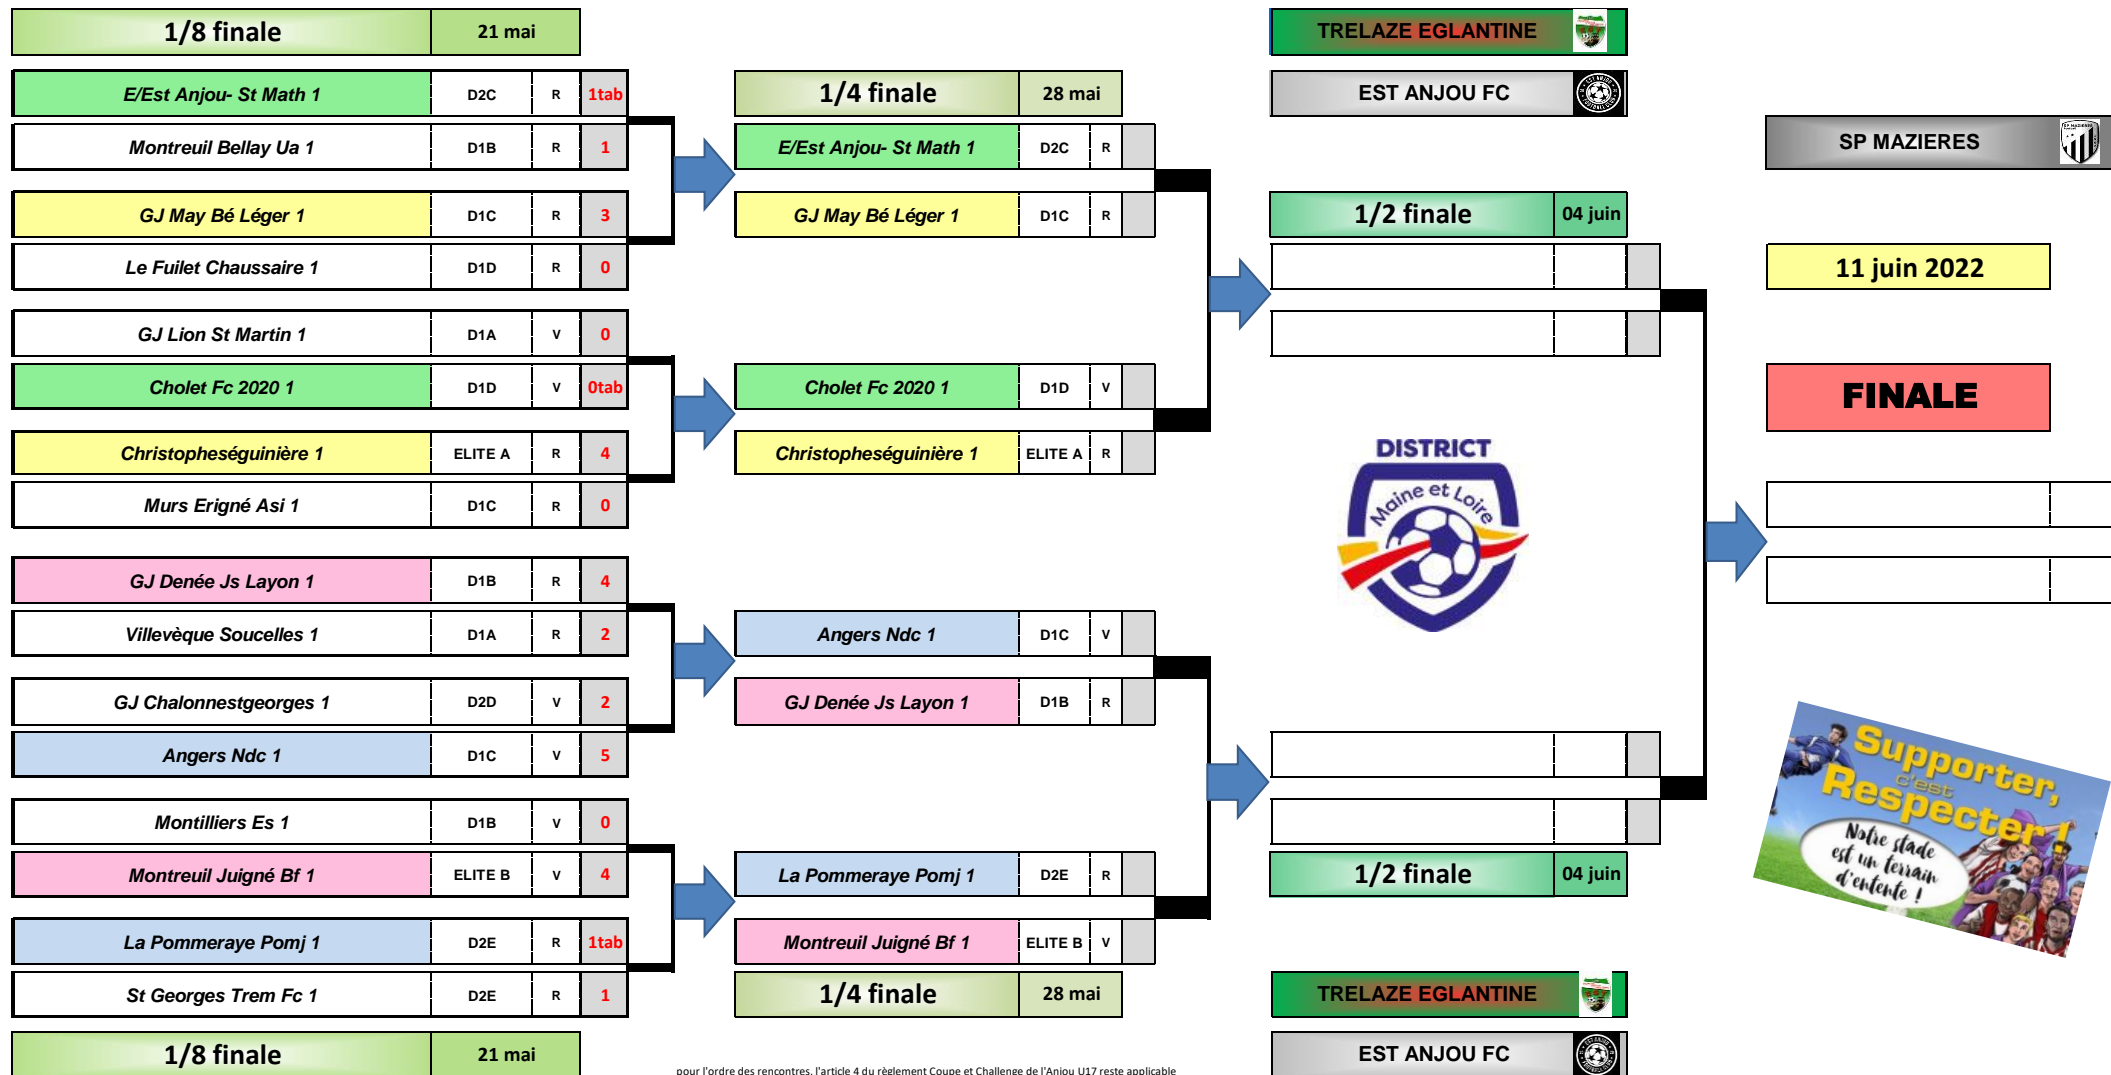 1/8 finale 21 mai
E/Est Anjou- St Math 1 D2C R 1tab
Montreuil Bellay Ua 1 D1B R 1
GJ May Bé Léger 1 D1C R 3
Le Fuilet Chaussaire 1 D1D R 0
GJ Lion St Martin 1 D1A V 0
Cholet Fc 2020 1 D1D V 0tab
Christopheséguinière 1 ELITE A R 4
Murs Erigné Asi 1 D1C R 0
GJ Denée Js Layon 1 D1B R 4
Villevèque Soucelles 1 D1A R 2
GJ Chalonnestgeorges 1 D2D V 2
Angers Ndc 1 D1C V 5
Montilliers Es 1 D1B V 0
Montreuil Juigné Bf 1 ELITE B V 4
La Pommeraye Pomj 1 D2E R 1tab
St Georges Trem Fc 1 D2E R 1
1/8 finale 21 mai
1/4 finale 28 mai
E/Est Anjou- St Math 1 D2C R
GJ May Bé Léger 1 D1C R
Cholet Fc 2020 1 D1D V
Christopheséguinière 1 ELITE A R
Angers Ndc 1 D1C V
GJ Denée Js Layon 1 D1B R
La Pommeraye Pomj 1 D2E R
Montreuil Juigné Bf 1 ELITE B V
1/4 finale 28 mai
pour l'ordre des rencontres, l'article 4 du règlement Coupe et Challenge de l'Anjou U17 reste applicable
TRELAZE EGLANTINE
EST ANJOU FC
1/2 finale 04 juin
DISTRICT
Maine et Loire
1/2 finale 04 juin
TRELAZE EGLANTINE
EST ANJOU FC
SP MAZIERES
11 juin 2022
FINALE
Supporter,
c'est
Respecter !
Notre stade
est un terrain
d'entente !